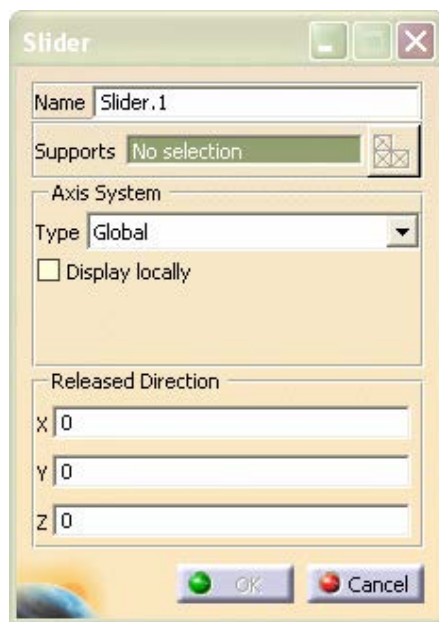 Slider
Name Slider.1
Supports No selection
Axis System
Type Global
Display locally
Released Direction
X 0
Y 0
Z 0
OK Cancel